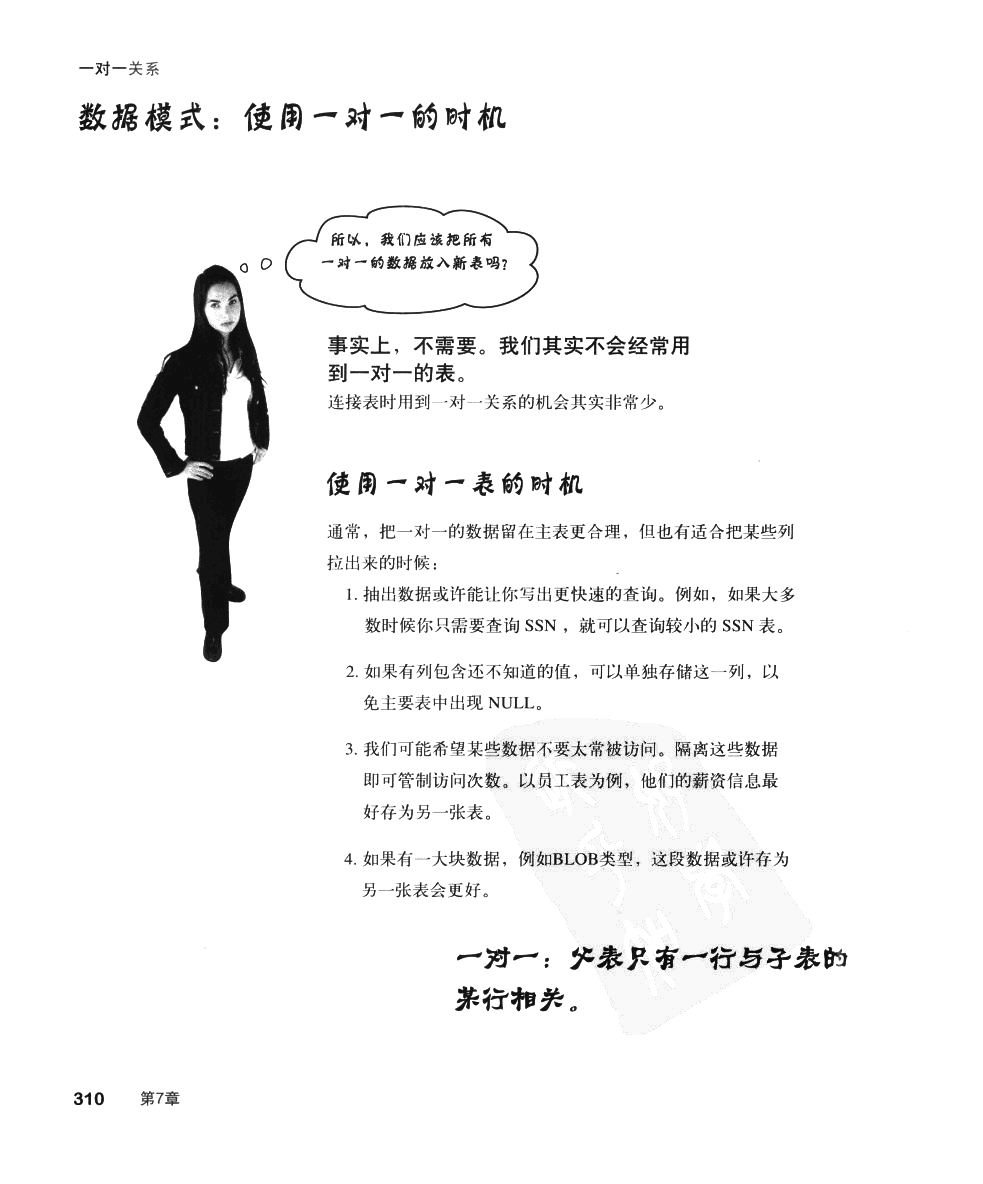 一对一关系
数据模式：使用一对一的时机
所以，我们应该把所有
一对一的数据放入新表吗？
事实上，不需要。我们其实不会经常用
到一对一的表。
连接表时用到一对一关系的机会其实非常少。
使用一对一表的时机
通常，把一对一的数据留在主表更合理，但也有适合把某些列
拉出来的时候：
1. 抽出数据或许能让你写出更快速的查询。例如，如果大多
数时候你只需要查询 SSN ，就可以查询较小的 SSN 表。
2. 如果有列包含还不知道的值，可以单独存储这一列，以
免主要表中出现 NULL。
3. 我们可能希望某些数据不要太常被访问。隔离这些数据
即可管制访问次数。以员工表为例，他们的薪资信息最
好存为另一张表。
4. 如果有一大块数据，例如BLOB类型，这段数据或许存为
另一张表会更好。
一对一：父表只有一行与子表的
某行相关。
310 第7章